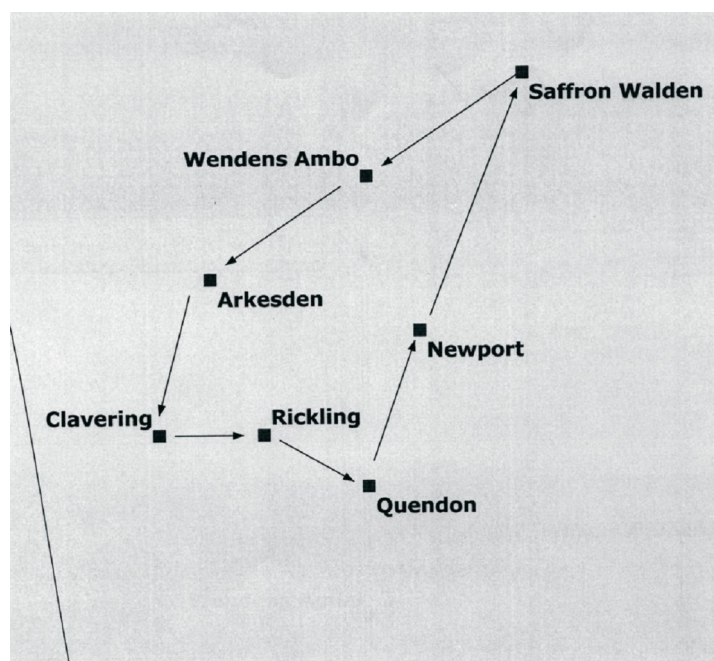 Saffron Walden
Wendens Ambo
Arkesden
Newport
Clavering
Rickling
Quendon